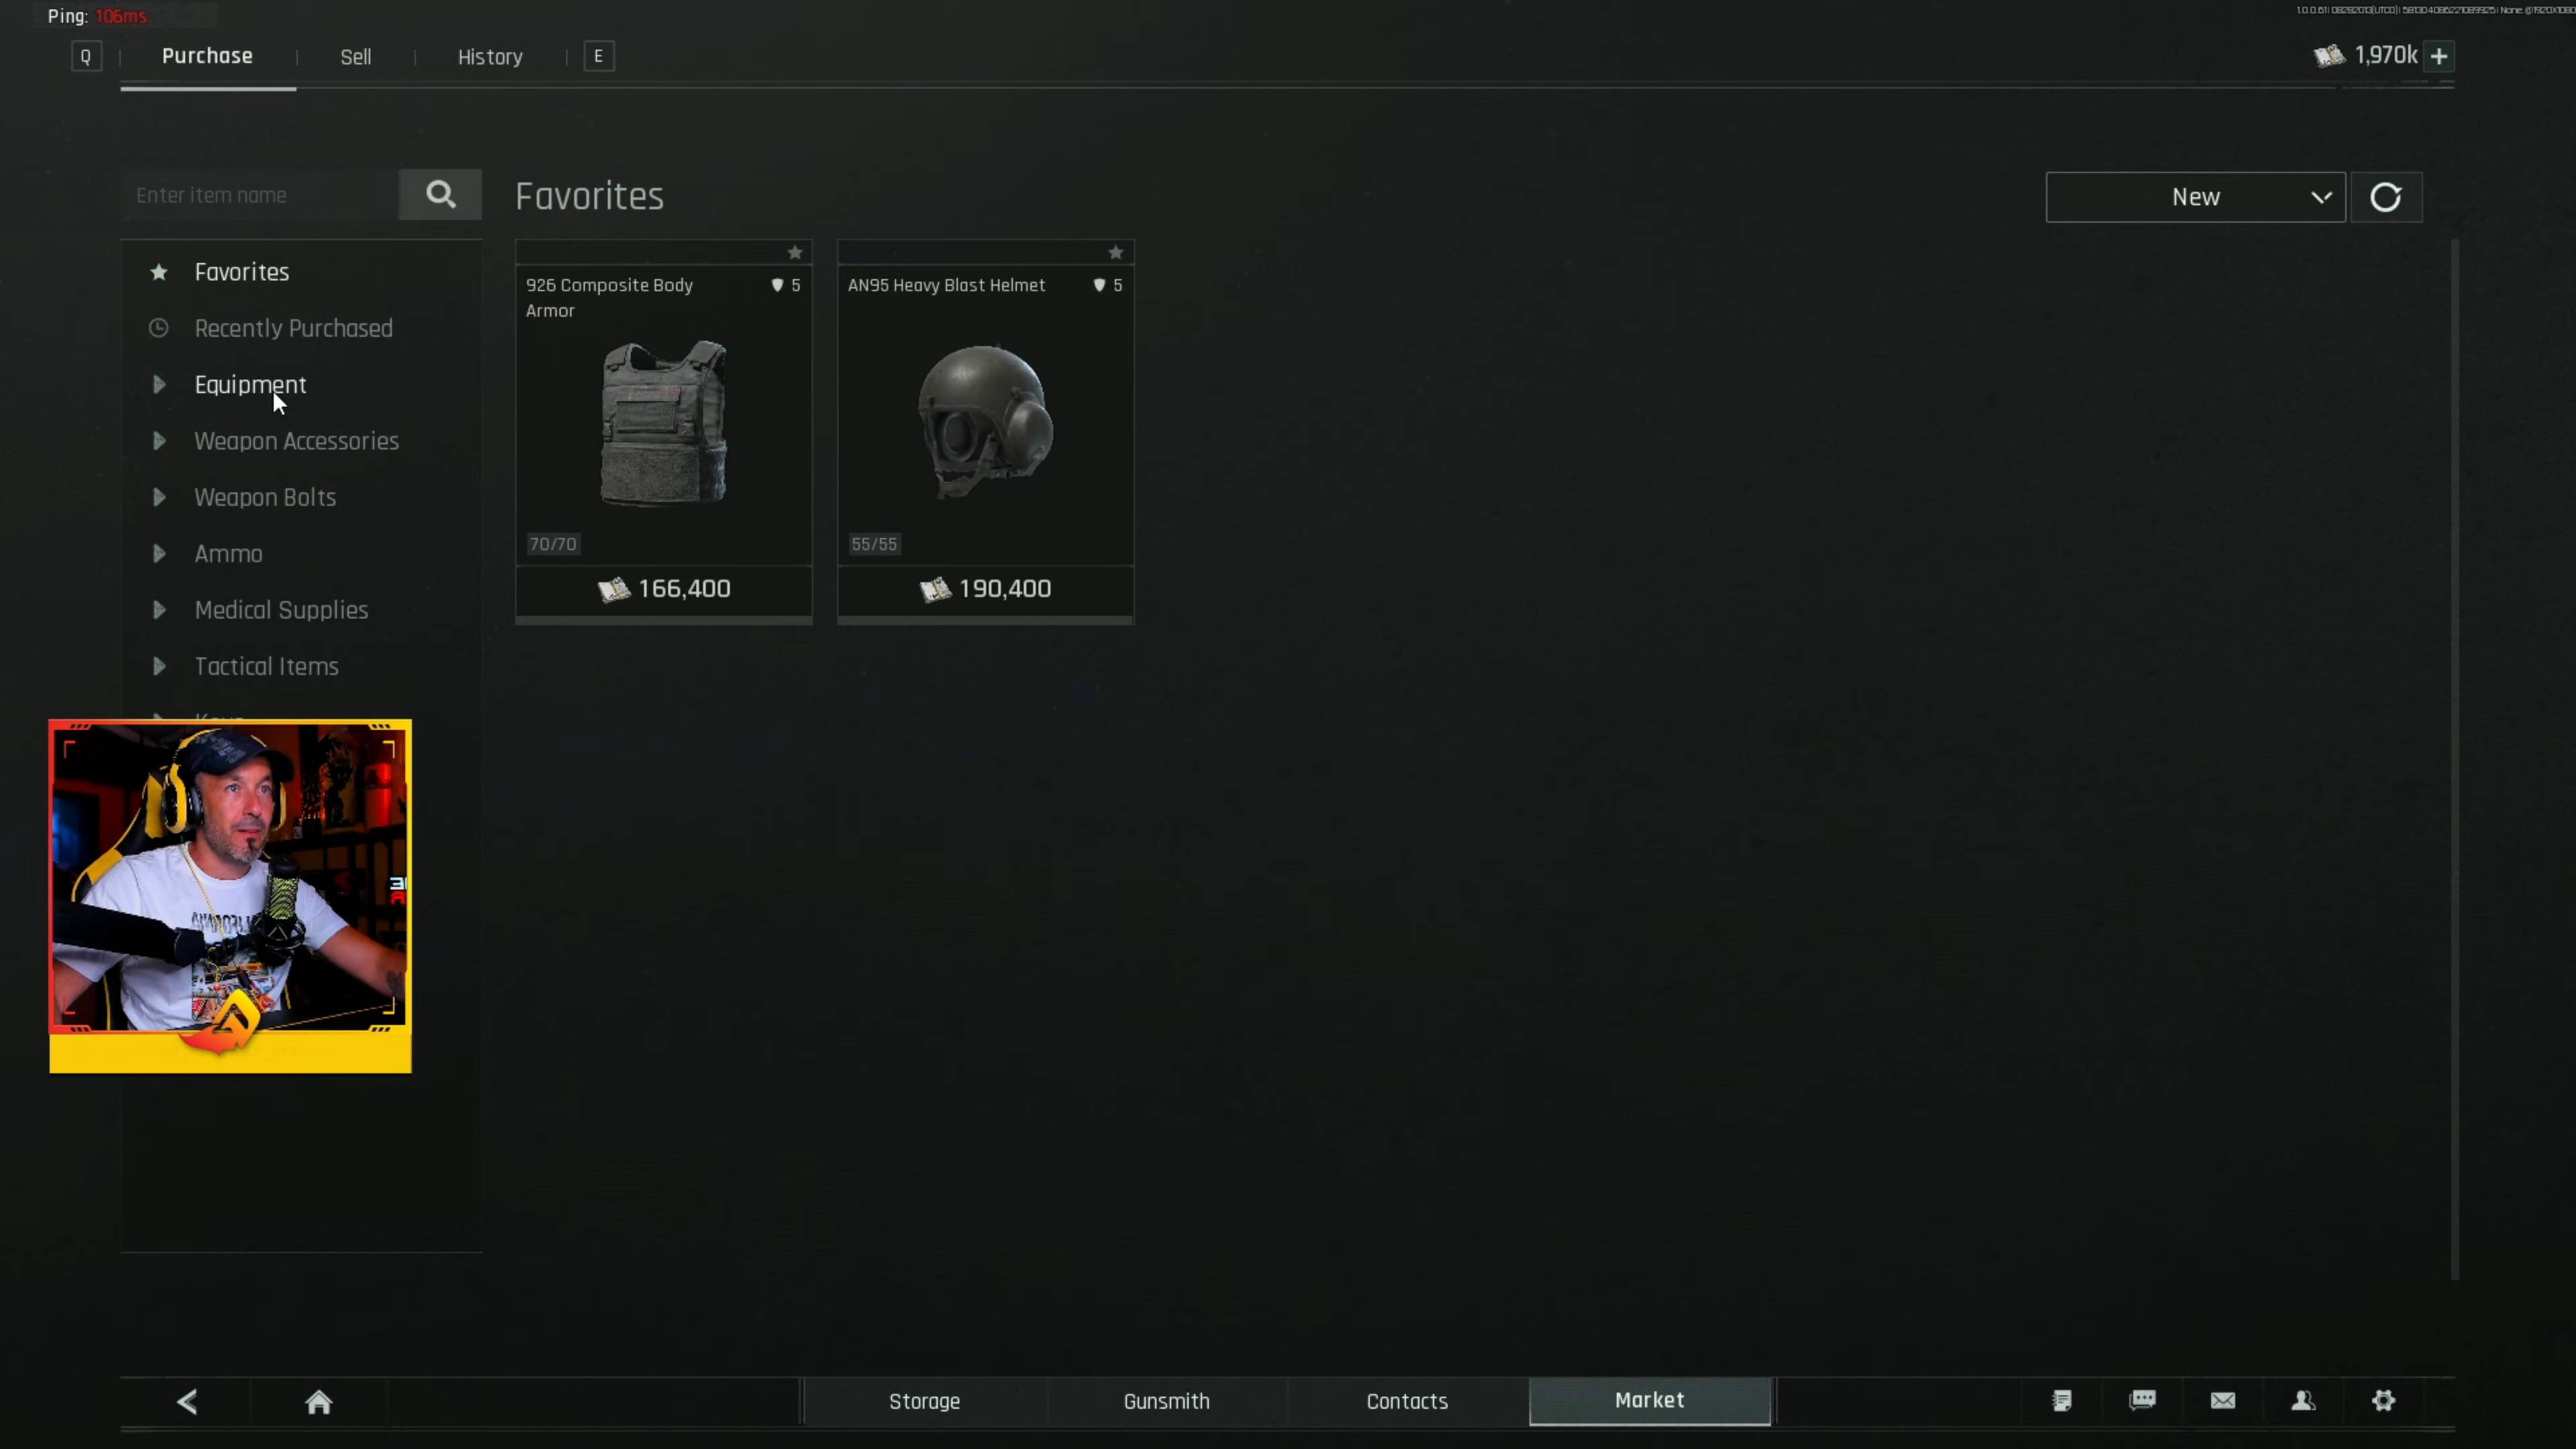 Ping: 106ms
Q
Purchase
Sell
History
E
1,970k
Enter item name
Favorites
New
Favorites
Recently Purchased
Equipment
Weapon Accessories
Weapon Bolts
Ammo
Medical Supplies
Tactical Items
926 Composite Body
Armor
5
70/70
166,400
AN95 Heavy Blast Helmet
5
55/55
190,400
Storage
Gunsmith
Contacts
Market